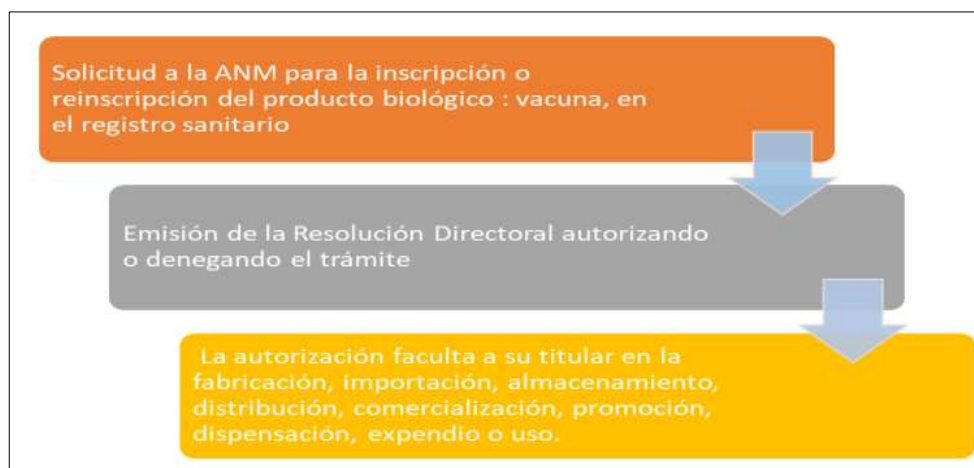 Solicitud a la ANM para la inscripción o
reinscripción del producto biológico : vacuna, en
el registro sanitario
Emisión de la Resolución Directoral autorizando
o denegando el trámite
La autorización faculta a su titular en la
fabricación, importación, almacenamiento,
distribución, comercialización, promoción,
dispensación, expendio o uso.